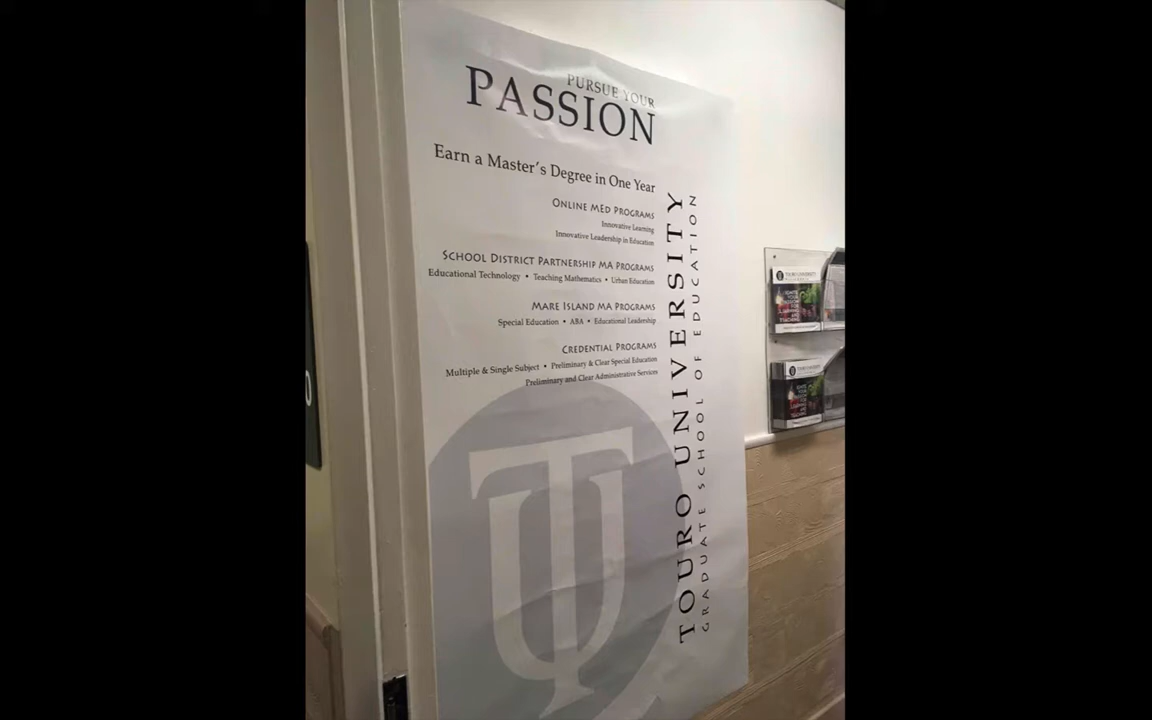 PURSUE YOUR
PASSION
Earn a Master's Degree in One Year
ONLINE MED PROGRAMS
Innovative Learning
Innovative Leadership in Education
SCHOOL DISTRICT PARTNERSHIP MA PROGRAMS
Educational Technology • Teaching Mathematics • Urban Education
MARE ISLAND MA PROGRAMS
Special Education • ABA • Educational Leadership
CREDENTIAL PROGRAMS
Multiple & Single Subject • Preliminary & Clear Special Education
Preliminary and Clear Administrative Services
TU
TOURO UNIVERSITY
GRADUATE SCHOOL OF EDUCATION